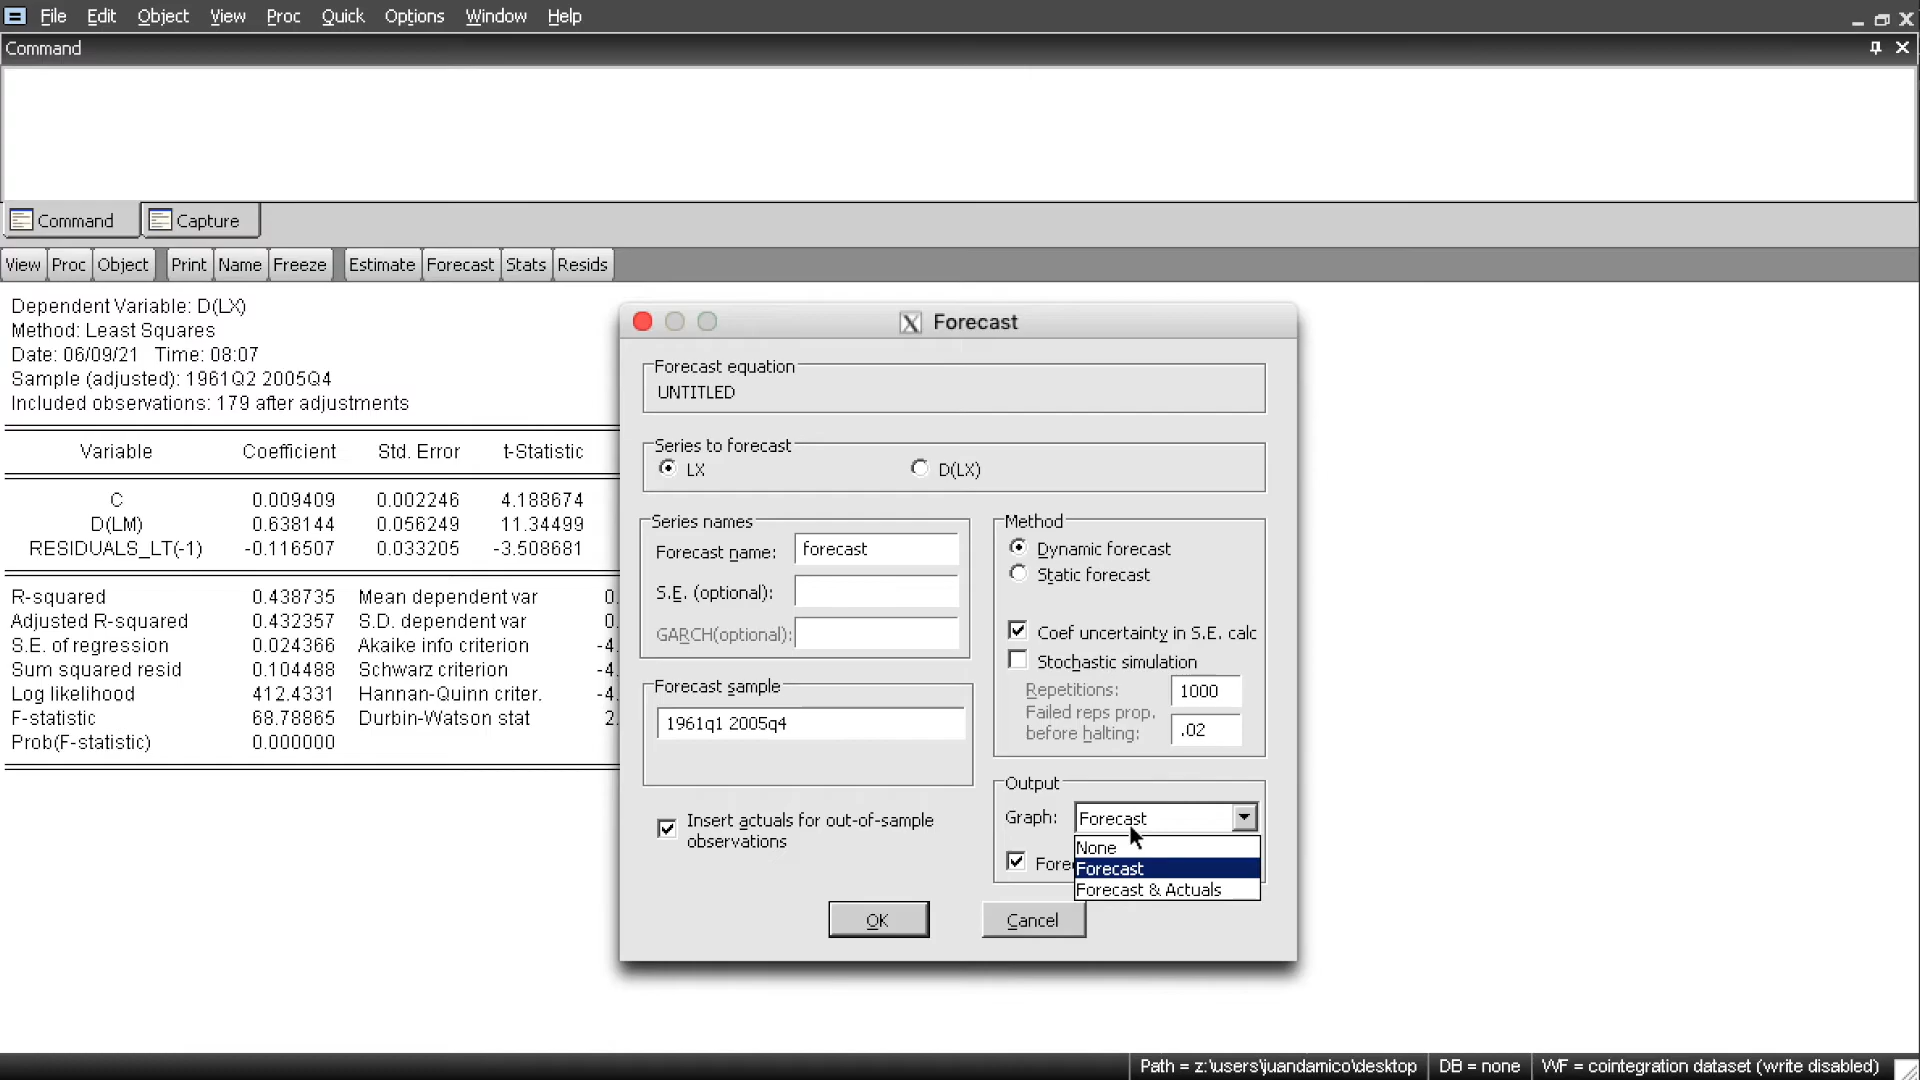 File Edit Object View Proc Quick Options Window Help
Command
Command Capture
View Proc Object Print Name Freeze Estimate Forecast Stats Resids
Dependent Variable: D(LX)
Method: Least Squares
Date: 06/09/21 Time: 08:07
Sample (adjusted): 1961Q2 2005Q4
Included observations: 179 after adjustments
Variable Coefficient Std. Error t-Statistic
C 0.009409 0.002246 4.188674
D(LM) 0.638144 0.056249 11.34499
RESIDUALS_LT(-1) -0.116507 0.033205 -3.508681
R-squared 0.438735 Mean dependent var 0.
Adjusted R-squared 0.432357 S.D. dependent var 0.
S.E. of regression 0.024366 Akaike info criterion -4.
Sum squared resid 0.104488 Schwarz criterion -4.
Log likelihood 412.4331 Hannan-Quinn criter. -4.
F-statistic 68.78865 Durbin-Watson stat 2.
Prob(F-statistic) 0.000000
X Forecast
Forecast equation
UNTITLED
Series to forecast
LX D(LX)
Series names
Forecast name: forecast
S.E. (optional):
GARCH(optional):
Forecast sample
1961q1 2005q4
Insert actuals for out-of-sample
observations
Method
Dynamic forecast
Static forecast
Coef uncertainty in S.E. calc
Stochastic simulation
Repetitions: 1000
Failed reps prop.
before halting: .02
Output
Graph: Forecast
None
Fore
Forecast
Forecast & Actuals
OK Cancel
Path = z:\users\juandamico\desktop DB = none WF = cointegration dataset (write disabled)